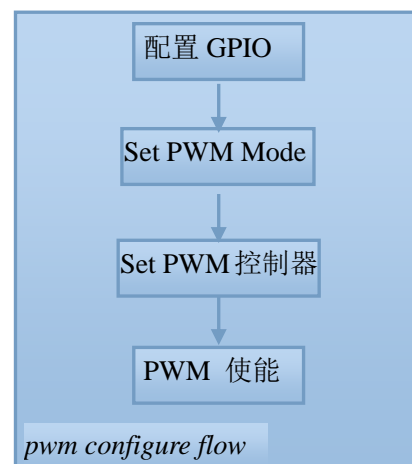 配置 GPIO
Set PWM Mode
Set PWM 控制器
PWM 使能
pwm configure flow